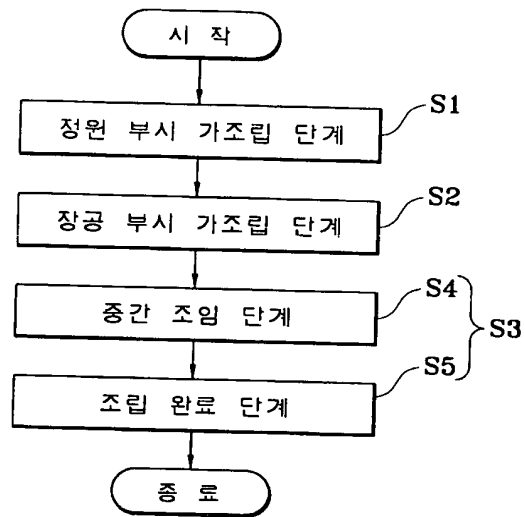 시 작
정원 부시 가조립 단계
S1
장공 부시 가조립 단계
S2
중간 조임 단계
S4
S3
조립 완료 단계
S5
종 료